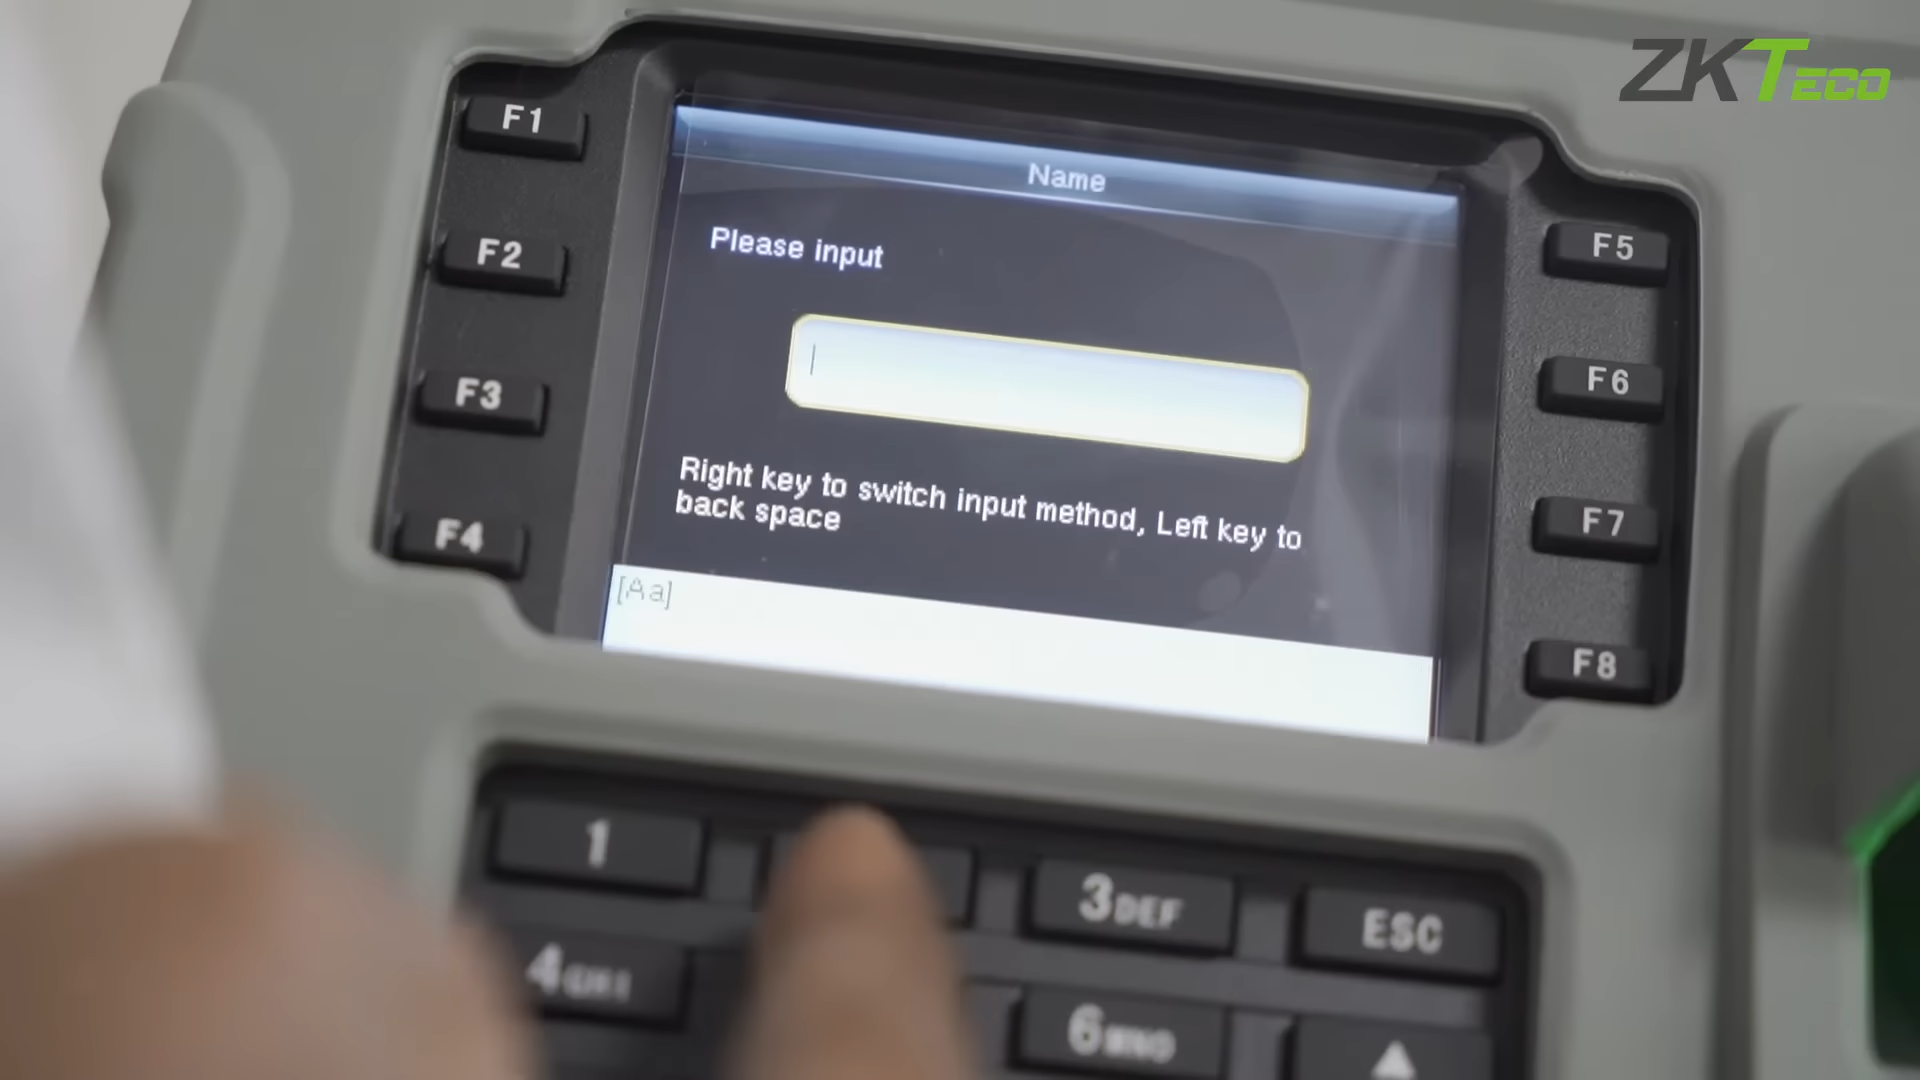 ZKTeco
F1
F2
F3
F4
Name
Please input
Right key to switch input method, Left key to
back space
[Aa]
F5
F6
F7
F8
1
3DEF
ESC
4GHI
6MNO